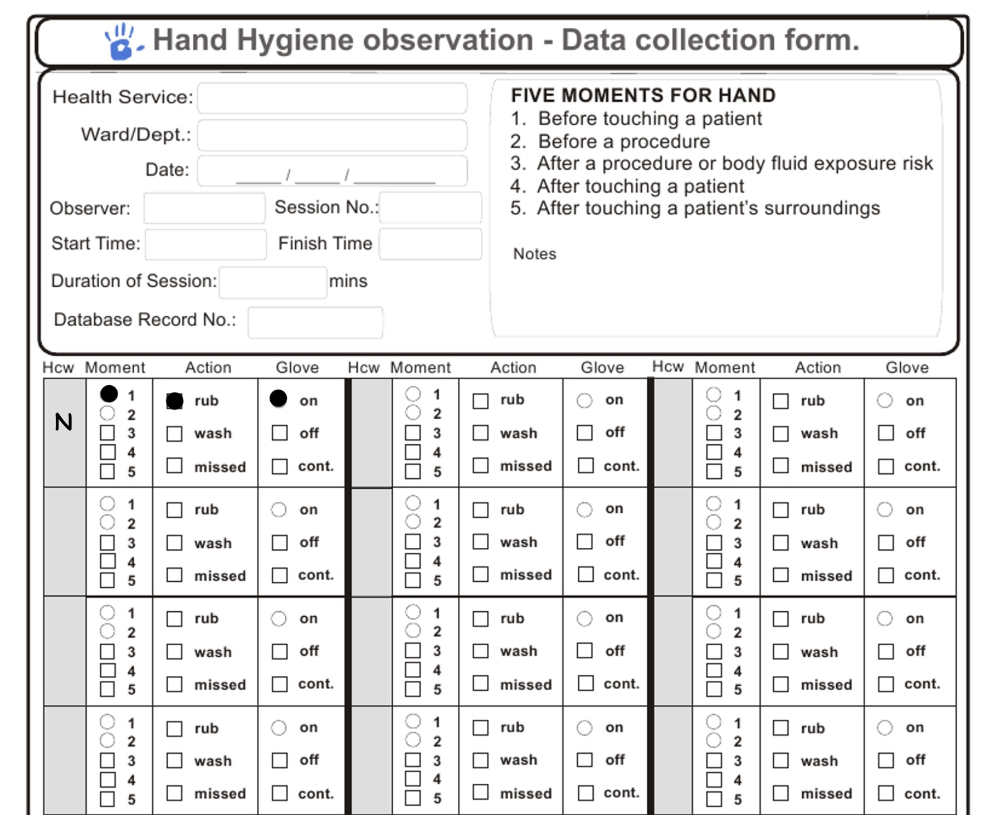 Hand Hygiene observation - Data collection form.
Health Service:
Ward/Dept.:
Date: _____ / _____ / _________
Observer: Session No.:
Start Time: Finish Time
Duration of Session: mins
Database Record No.:
FIVE MOMENTS FOR HAND
1. Before touching a patient
2. Before a procedure
3. After a procedure or body fluid exposure risk
4. After touching a patient
5. After touching a patient’s surroundings
Notes
Hcw Moment Action Glove Hcw Moment Action Glove Hcw Moment Action Glove
N
1 rub on 1 rub on 1 rub on
2 2 2
3 wash off 3 wash off 3 wash off
4 4 4
5 missed cont. 5 missed cont. 5 missed cont.
1 rub on 1 rub on 1 rub on
2 2 2
3 wash off 3 wash off 3 wash off
4 4 4
5 missed cont. 5 missed cont. 5 missed cont.
1 rub on 1 rub on 1 rub on
2 2 2
3 wash off 3 wash off 3 wash off
4 4 4
5 missed cont. 5 missed cont. 5 missed cont.
1 rub on 1 rub on 1 rub on
2 2 2
3 wash off 3 wash off 3 wash off
4 4 4
5 missed cont. 5 missed cont. 5 missed cont.